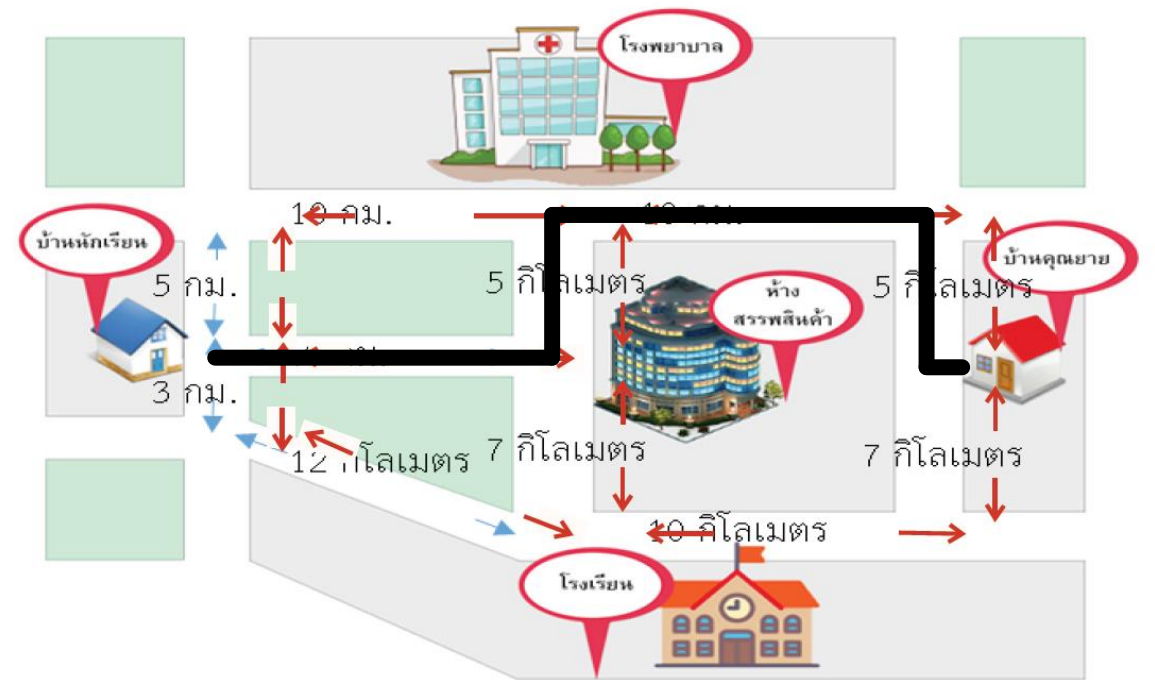 โรงพยาบาล
10 กม.
บ้านนักเรียน
บ้านคุณยาย
5 กม.
5 กิโลเมตร
ห้าง
สรรพสินค้า
5 กิโลเมตร
3 กม.
12 กิโลเมตร
7 กิโลเมตร
7 กิโลเมตร
10 กิโลเมตร
โรงเรียน